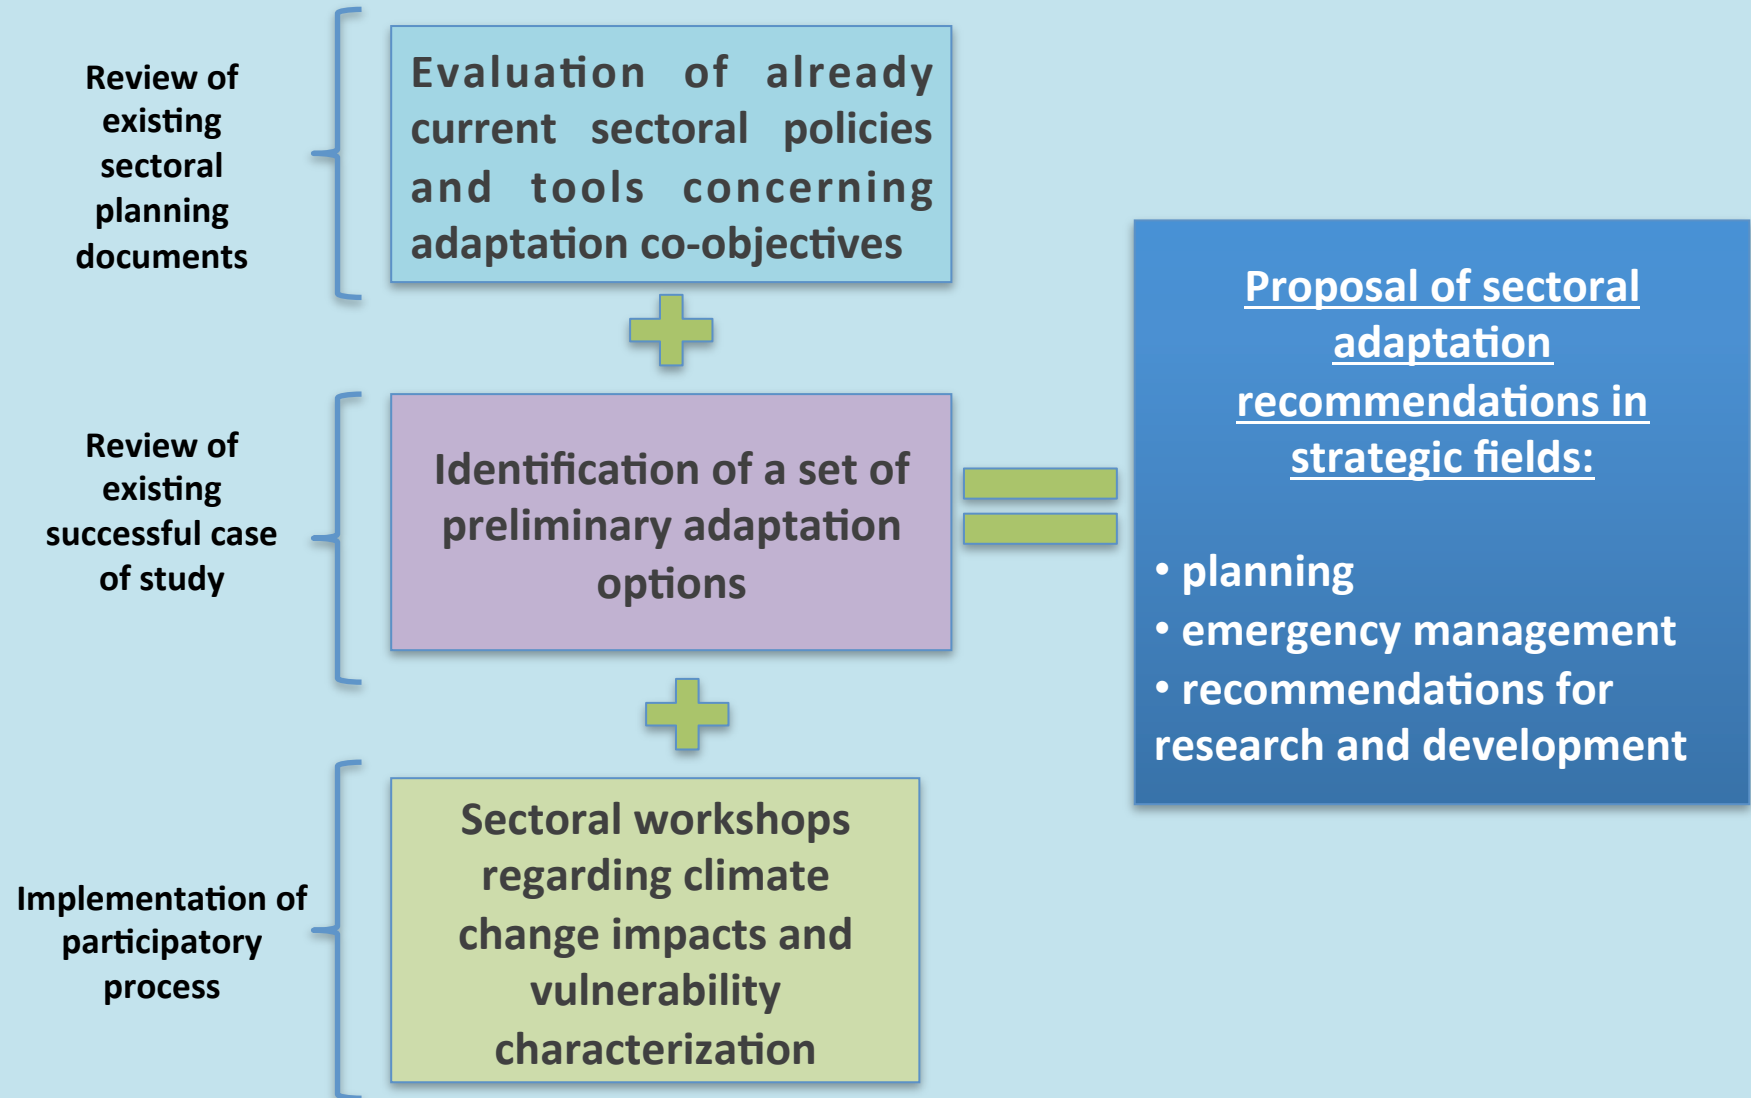 Review of
existing
sectoral
planning
documents
Evaluation of already
current sectoral policies
and tools concerning
adaptation co-objectives
Review of
existing
successful case
of study
Identification of a set of
preliminary adaptation
options
Implementation of
participatory
process
Sectoral workshops
regarding climate
change impacts and
vulnerability
characterization
Proposal of sectoral
adaptation
recommendations in
strategic fields:
• planning
• emergency management
• recommendations for
research and development